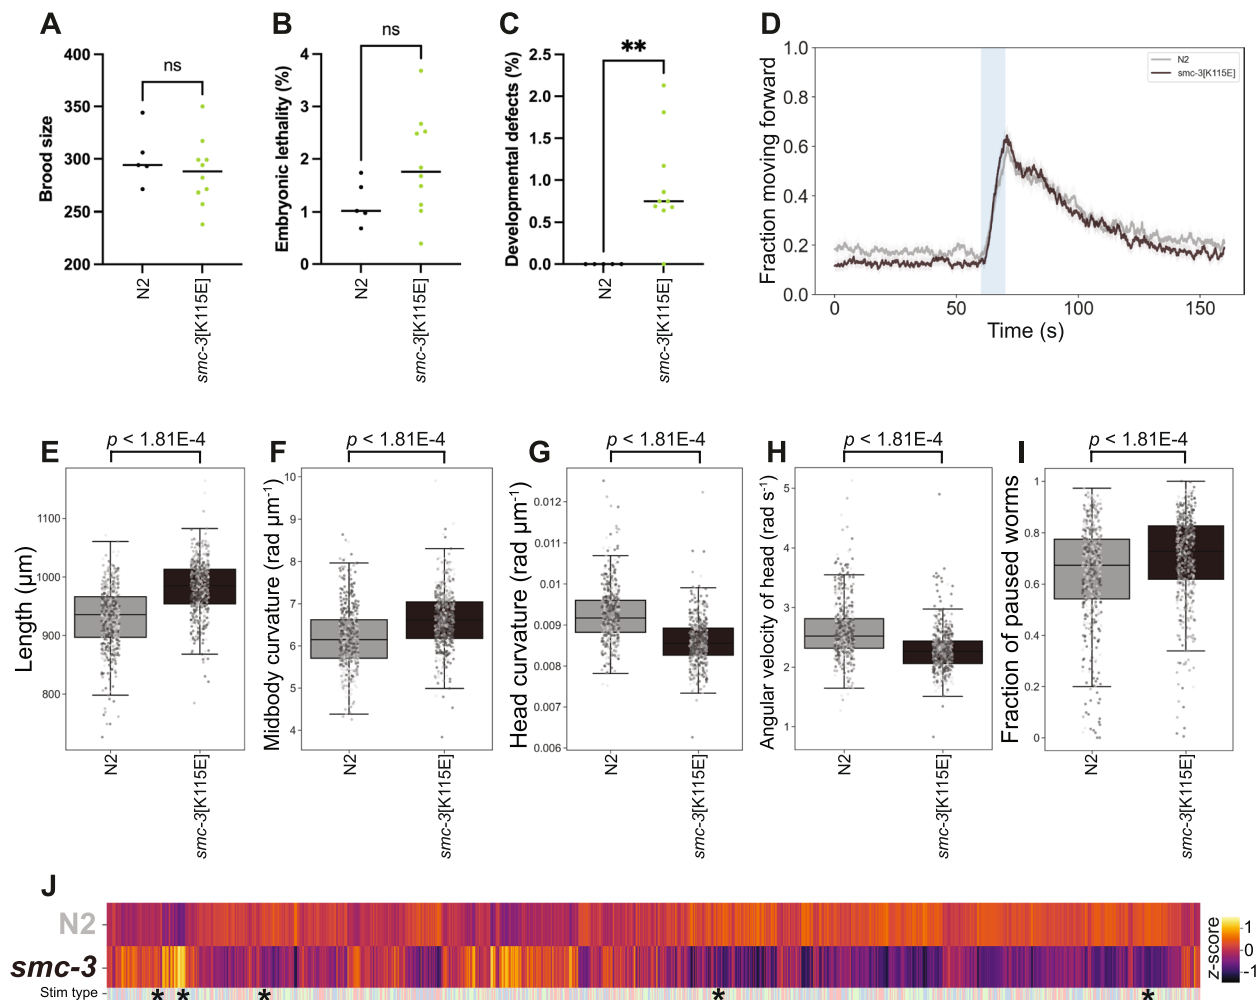 A
B
C
D
ns
ns
**
400
350
300
250
200
Brood size
N2
smc-3[K115E]
4
3
2
1
0
Embryonic lethality (%)
N2
smc-3[K115E]
2.5
2.0
1.5
1.0
0.5
0.0
Developmental defects (%)
N2
smc-3[K115E]
1.0
0.8
0.6
0.4
0.2
0.0
Fraction moving forward
N2
smc-3[K115E]
0
50
100
150
Time (s)
E
p < 1.81E-4
1100
1000
900
800
Length (µm)
N2
smc-3[K115E]
F
p < 1.81E-4
10
9
8
7
6
5
4
Midbody curvature (rad µm⁻¹)
N2
smc-3[K115E]
G
p < 1.81E-4
0.012
0.011
0.01
0.009
0.008
0.007
0.006
Head curvature (rad µm⁻¹)
N2
smc-3[K115E]
H
p < 1.81E-4
5
4
3
2
1
Angular velocity of head (rad s⁻¹)
N2
smc-3[K115E]
I
p < 1.81E-4
1
0.8
0.6
0.4
0.2
0
Fraction of paused worms
N2
smc-3[K115E]
J
N2
smc-3
Stim type
* * * * *
z-score
1
0
-1